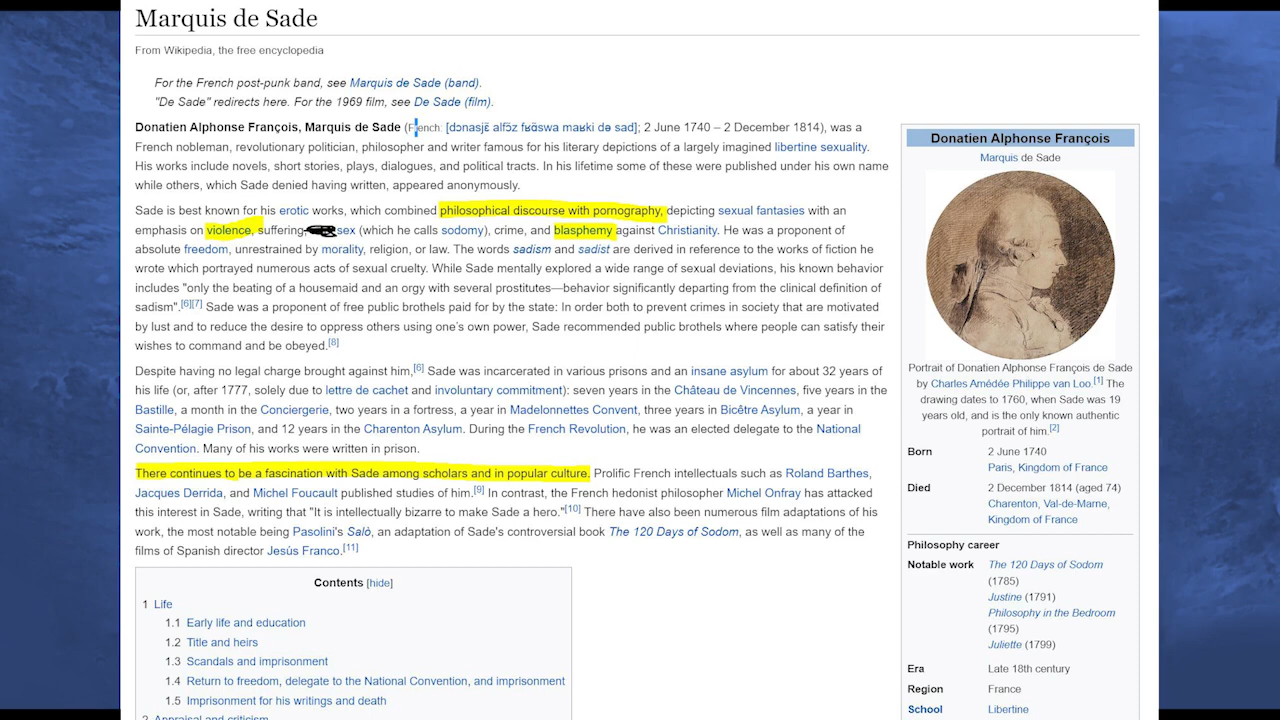 Marquis de Sade
From Wikipedia, the free encyclopedia
For the French post-punk band, see Marquis de Sade (band).
"De Sade" redirects here. For the 1969 film, see De Sade (film).
Donatien Alphonse François, Marquis de Sade (French: [dɔnasjɛ̃ alfɔ̃z fʁɑ̃swa maʁki də sad]; 2 June 1740 – 2 December 1814), was a
French nobleman, revolutionary politician, philosopher and writer famous for his literary depictions of a largely imagined libertine sexuality.
His works include novels, short stories, plays, dialogues, and political tracts. In his lifetime some of these were published under his own name
while others, which Sade denied having written, appeared anonymously.
Sade is best known for his erotic works, which combined philosophical discourse with pornography, depicting sexual fantasies with an
emphasis on violence, suffering, sex (which he calls sodomy), crime, and blasphemy against Christianity. He was a proponent of
absolute freedom, unrestrained by morality, religion, or law. The words sadism and sadist are derived in reference to the works of fiction he
wrote which portrayed numerous acts of sexual cruelty. While Sade mentally explored a wide range of sexual deviations, his known behavior
includes "only the beating of a housemaid and an orgy with several prostitutes—behavior significantly departing from the clinical definition of
sadism".[6][7] Sade was a proponent of free public brothels paid for by the state: In order both to prevent crimes in society that are motivated
by lust and to reduce the desire to oppress others using one's own power, Sade recommended public brothels where people can satisfy their
wishes to command and be obeyed.[8]
Despite having no legal charge brought against him,[6] Sade was incarcerated in various prisons and an insane asylum for about 32 years of
his life (or, after 1777, solely due to lettre de cachet and involuntary commitment): seven years in the Château de Vincennes, five years in the
Bastille, a month in the Conciergerie, two years in a fortress, a year in Madelonnettes Convent, three years in Bicêtre Asylum, a year in
Sainte-Pélagie Prison, and 12 years in the Charenton Asylum. During the French Revolution, he was an elected delegate to the National
Convention. Many of his works were written in prison.
There continues to be a fascination with Sade among scholars and in popular culture. Prolific French intellectuals such as Roland Barthes,
Jacques Derrida, and Michel Foucault published studies of him.[9] In contrast, the French hedonist philosopher Michel Onfray has attacked
this interest in Sade, writing that "It is intellectually bizarre to make Sade a hero."[10] There have also been numerous film adaptations of his
work, the most notable being Pasolini's Salò, an adaptation of Sade's controversial book The 120 Days of Sodom, as well as many of the
films of Spanish director Jesús Franco.[11]
Contents [hide]
1 Life
1.1 Early life and education
1.2 Title and heirs
1.3 Scandals and imprisonment
1.4 Return to freedom, delegate to the National Convention, and imprisonment
1.5 Imprisonment for his writings and death
2 Appraisal and criticism
Donatien Alphonse François
Marquis de Sade
Portrait of Donatien Alphonse François de Sade
by Charles Amédée Philippe van Loo.[1] The
drawing dates to 1760, when Sade was 19
years old, and is the only known authentic
portrait of him.[2]
Born 2 June 1740
Paris, Kingdom of France
Died 2 December 1814 (aged 74)
Charenton, Val-de-Marne,
Kingdom of France
Philosophy career
Notable work The 120 Days of Sodom
(1785)
Justine (1791)
Philosophy in the Bedroom
(1795)
Juliette (1799)
Era Late 18th century
Region France
School Libertine